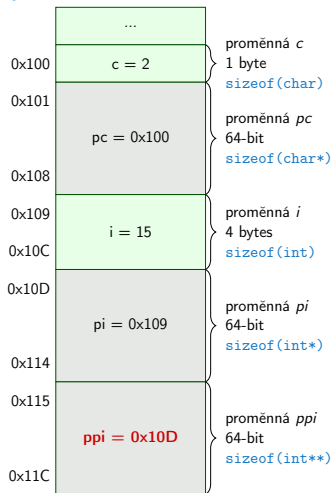 ...
0x100
c = 2
proměnná c
1 byte
sizeof(char)
0x101
pc = 0x100
0x108
proměnná pc
64-bit
sizeof(char*)
0x109
i = 15
0x10C
proměnná i
4 bytes
sizeof(int)
0x10D
pi = 0x109
0x114
proměnná pi
64-bit
sizeof(int*)
0x115
ppi = 0x10D
0x11C
proměnná ppi
64-bit
sizeof(int**)